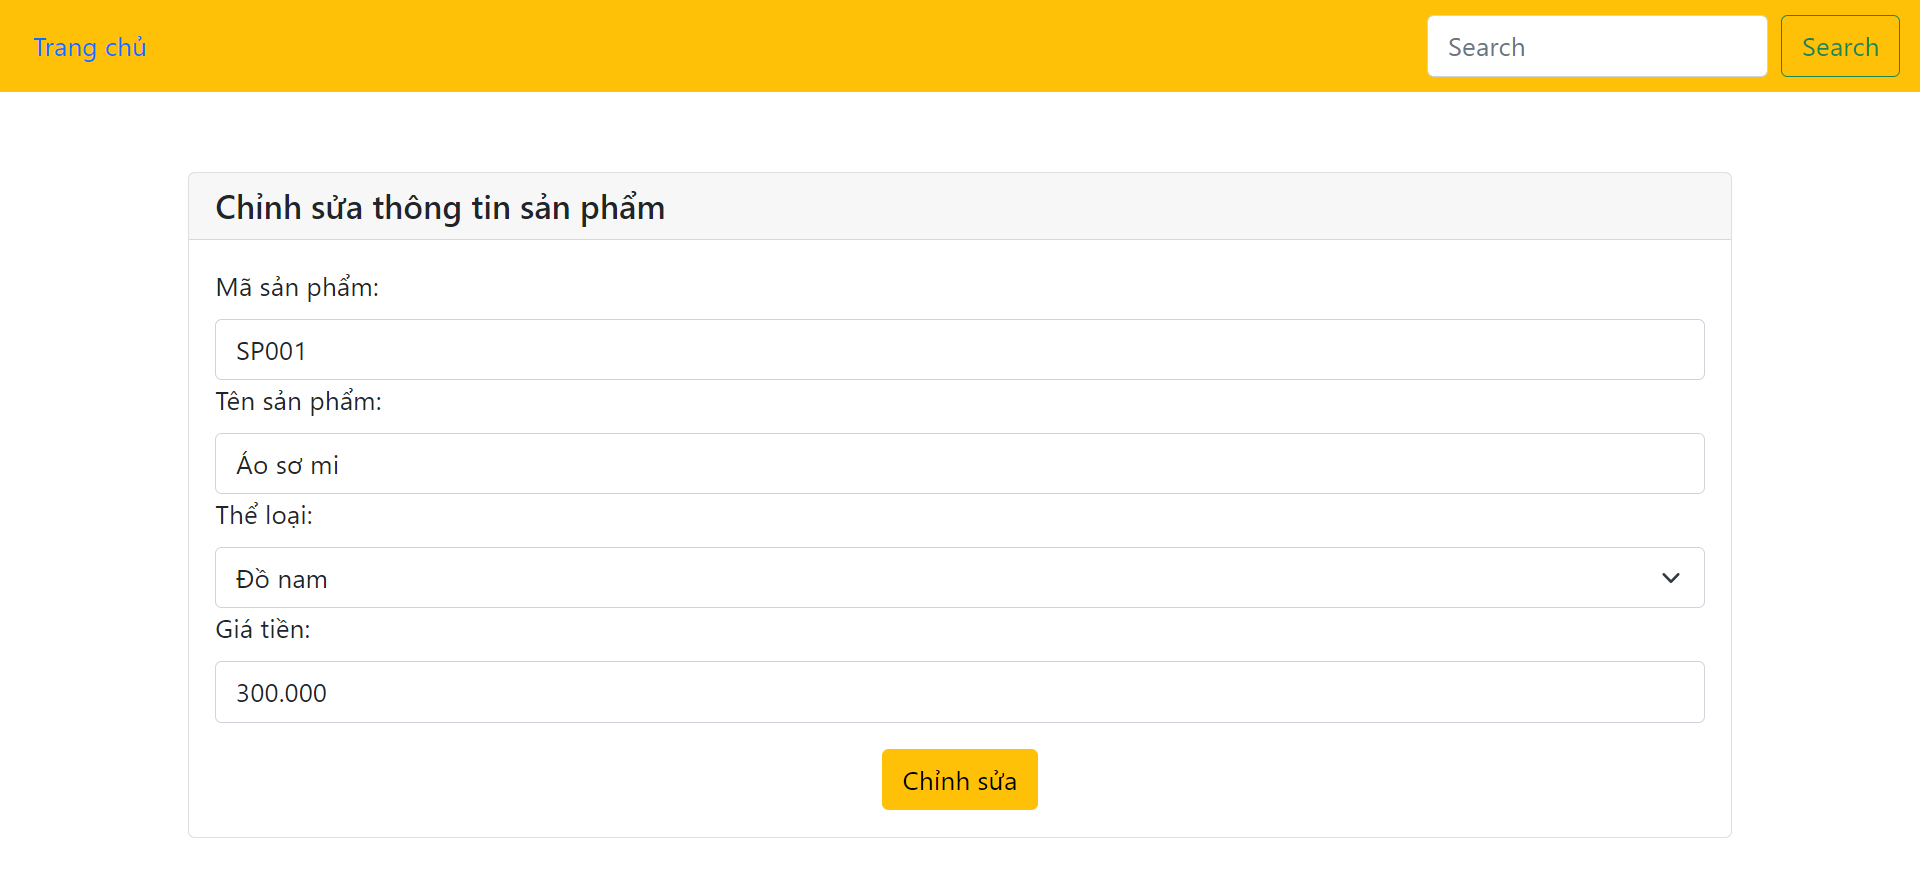 Trang chủ
Search
Search
Chỉnh sửa thông tin sản phẩm
Mã sản phẩm:
SP001
Tên sản phẩm:
Áo sơ mi
Thể loại:
Đồ nam
Giá tiền:
300.000
Chỉnh sửa